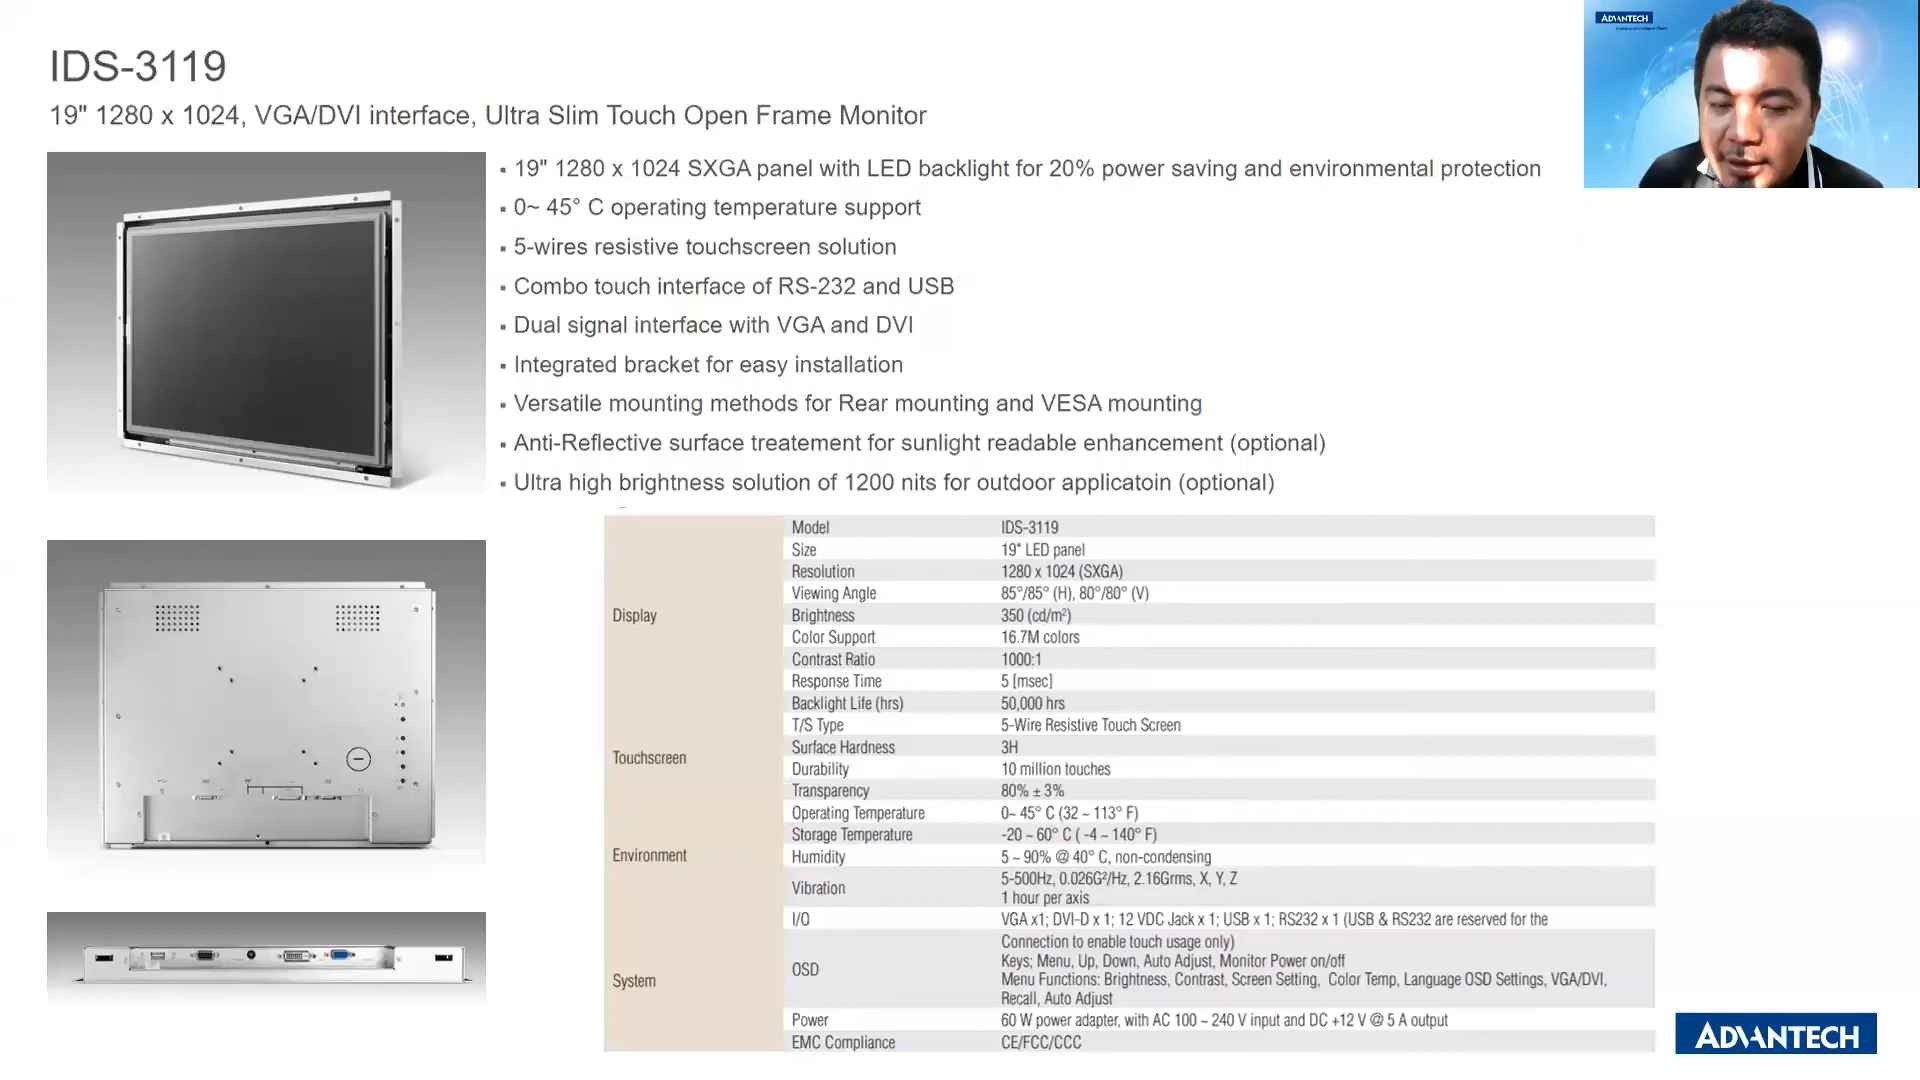 IDS-3119
19" 1280 x 1024, VGA/DVI interface, Ultra Slim Touch Open Frame Monitor
ADVANTECH
▪ 19" 1280 x 1024 SXGA panel with LED backlight for 20% power saving and environmental protection
▪ 0~ 45° C operating temperature support
▪ 5-wires resistive touchscreen solution
▪ Combo touch interface of RS-232 and USB
▪ Dual signal interface with VGA and DVI
▪ Integrated bracket for easy installation
▪ Versatile mounting methods for Rear mounting and VESA mounting
▪ Anti-Reflective surface treatement for sunlight readable enhancement (optional)
▪ Ultra high brightness solution of 1200 nits for outdoor applicatoin (optional)
Display
Model IDS-3119
Size 19" LED panel
Resolution 1280 x 1024 (SXGA)
Viewing Angle 85°/85° (H), 80°/80° (V)
Brightness 350 (cd/m²)
Color Support 16.7M colors
Contrast Ratio 1000:1
Response Time 5 [msec]
Backlight Life (hrs) 50,000 hrs
Touchscreen
T/S Type 5-Wire Resistive Touch Screen
Surface Hardness 3H
Durability 10 million touches
Transparency 80% ± 3%
Environment
Operating Temperature 0~ 45° C (32 ~ 113° F)
Storage Temperature -20 ~ 60° C ( -4 ~ 140° F)
Humidity 5 ~ 90% @ 40° C, non-condensing
Vibration 5-500Hz, 0.026G²/Hz, 2.16Grms, X, Y, Z
1 hour per axis
System
I/O VGA x1; DVI-D x 1; 12 VDC Jack x 1; USB x 1; RS232 x 1 (USB & RS232 are reserved for the
Connection to enable touch usage only)
OSD Keys; Menu, Up, Down, Auto Adjust, Monitor Power on/off
Menu Functions: Brightness, Contrast, Screen Setting, Color Temp, Language OSD Settings, VGA/DVI,
Recall, Auto Adjust
Power 60 W power adapter, with AC 100 ~ 240 V input and DC +12 V @ 5 A output
EMC Compliance CE/FCC/CCC
ADVANTECH